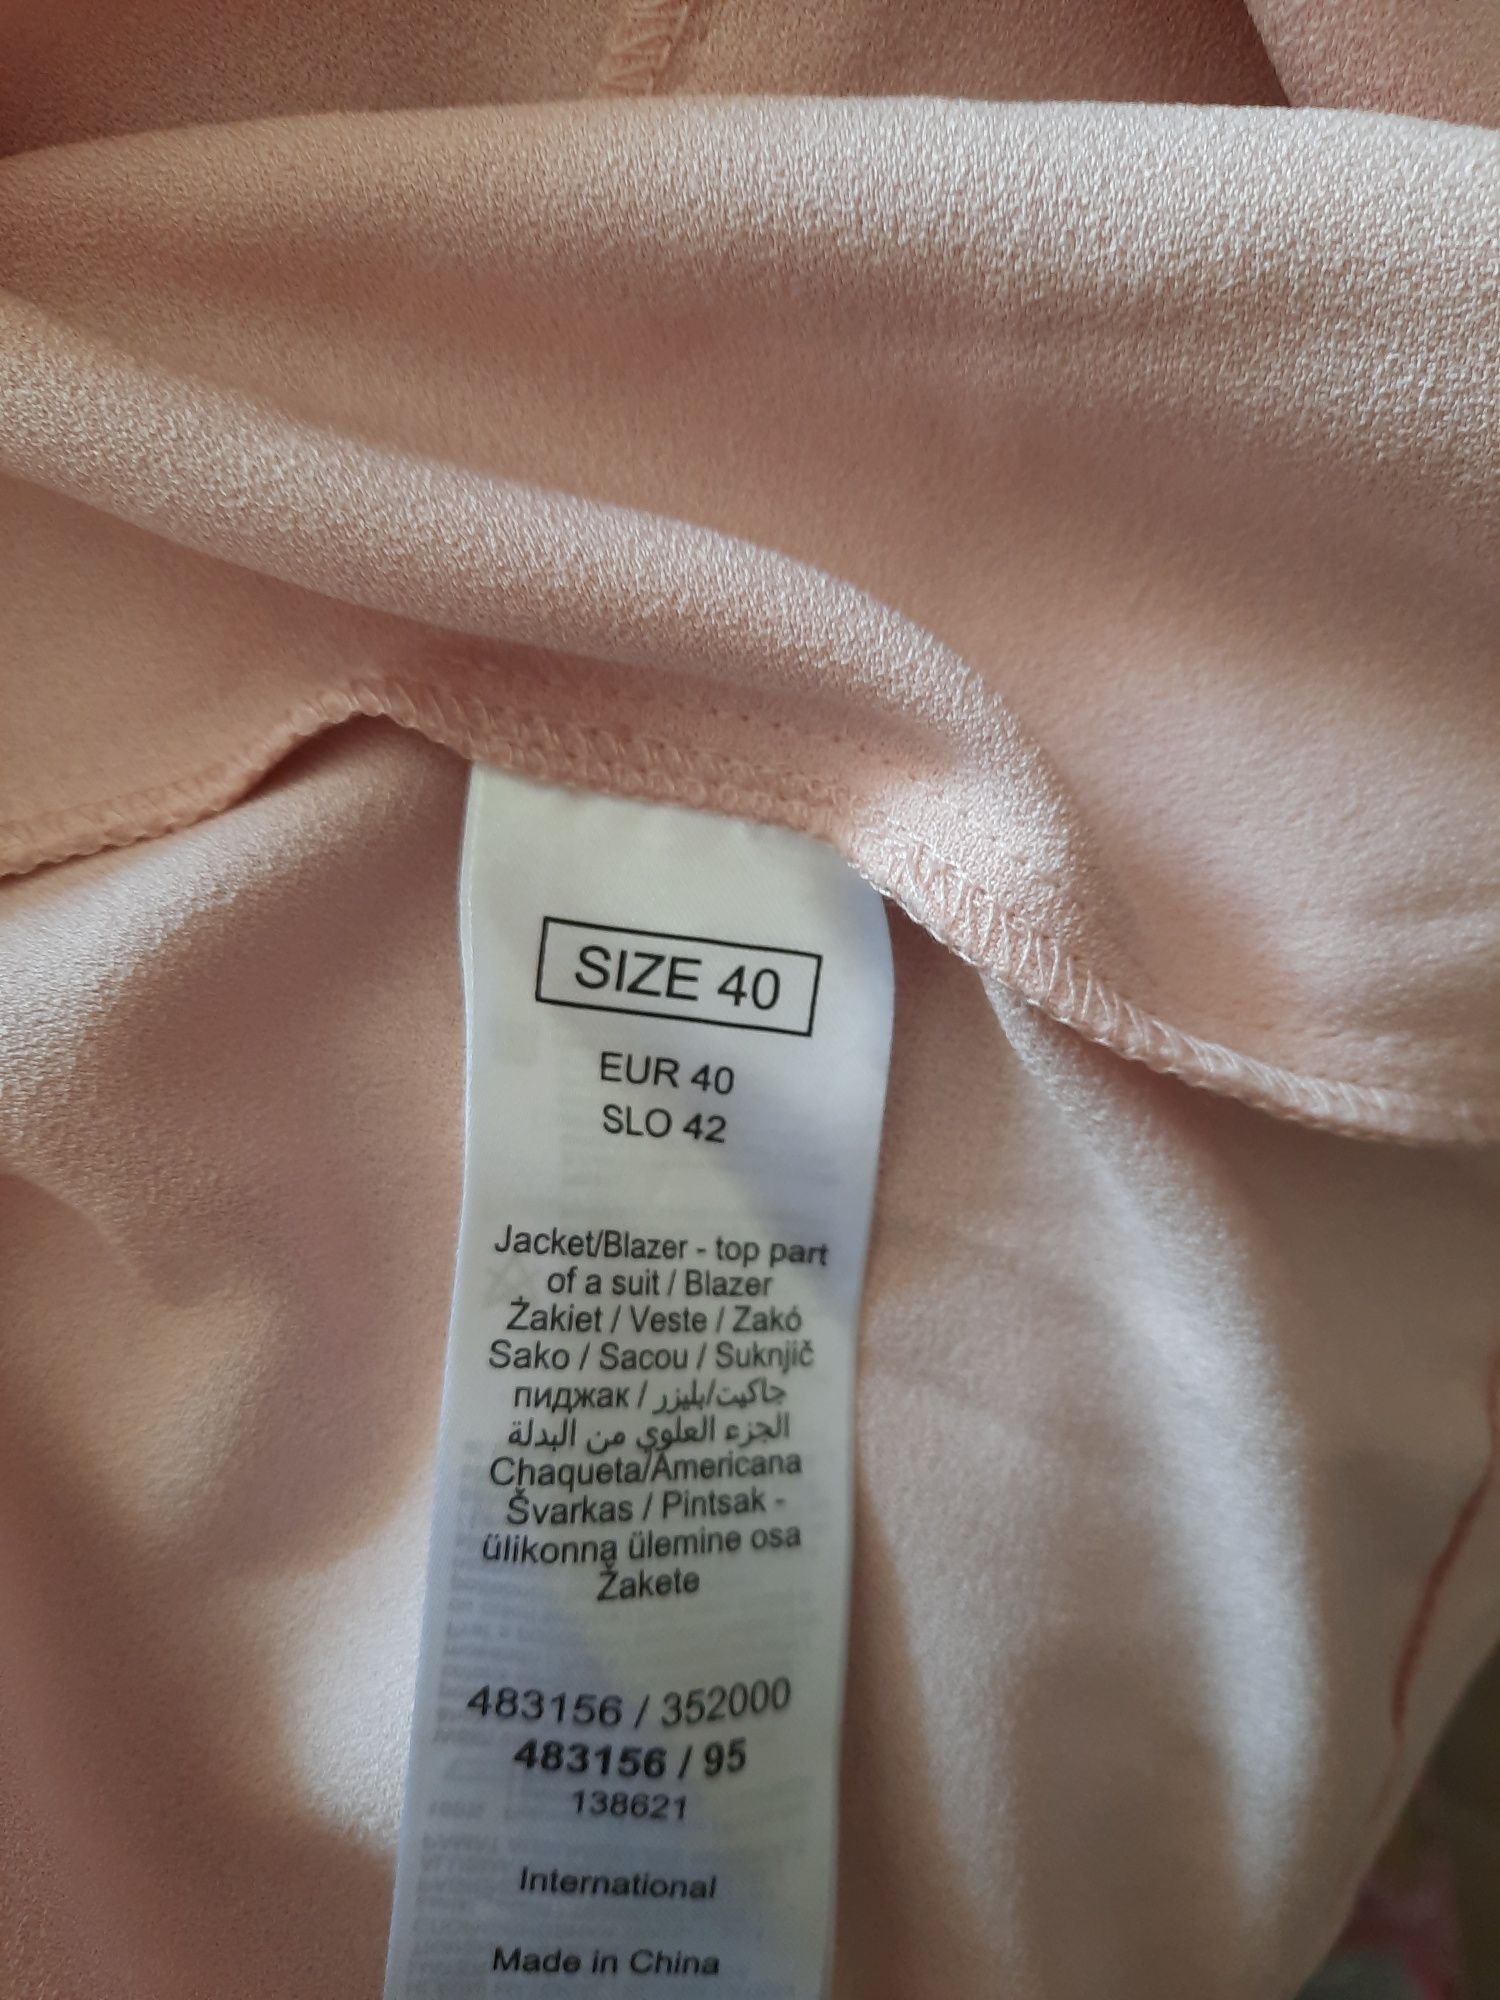 SIZE 40
EUR 40
SLO 42
Jacket/Blazer - top part
of a suit / Blazer
Żakiet / Veste / Zakó
Sako / Sacou / Suknjič
пиджак / جاكيت/بليزر
الجزء العلوي من البدلة
Chaqueta/Americana
Švarkas / Pintsak -
ülikonna ülemine osa
Žakete
483156 / 352000
483156 / 95
138621
International
Made in China